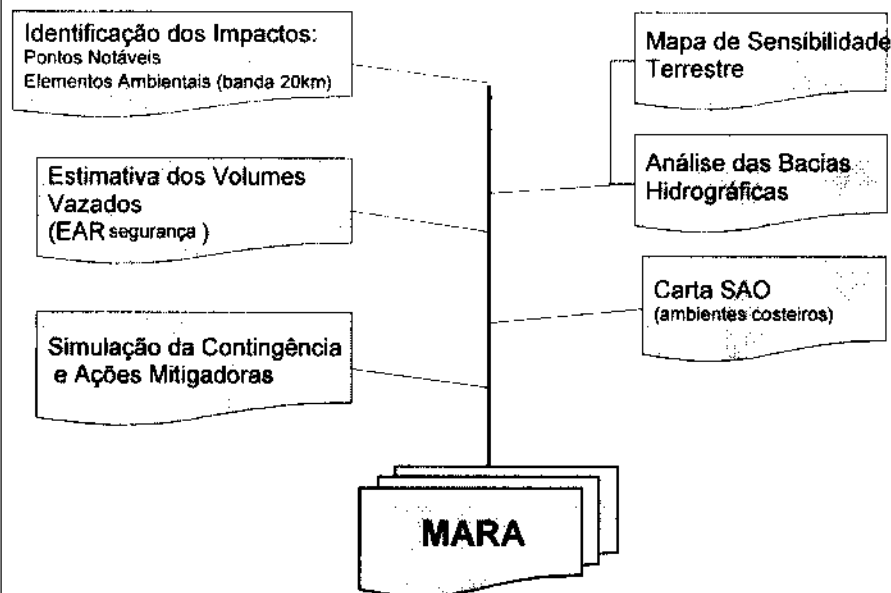 Identificação dos Impactos:
Pontos Notáveis
Elementos Ambientais (banda 20km)
Estimativa dos Volumes
Vazados
(EAR segurança )
Simulação da Contingência
e Ações Mitigadoras
Mapa de Sensibilidade
Terrestre
Análise das Bacias
Hidrográficas
Carta SAO
(ambientes costeiros)
MARA